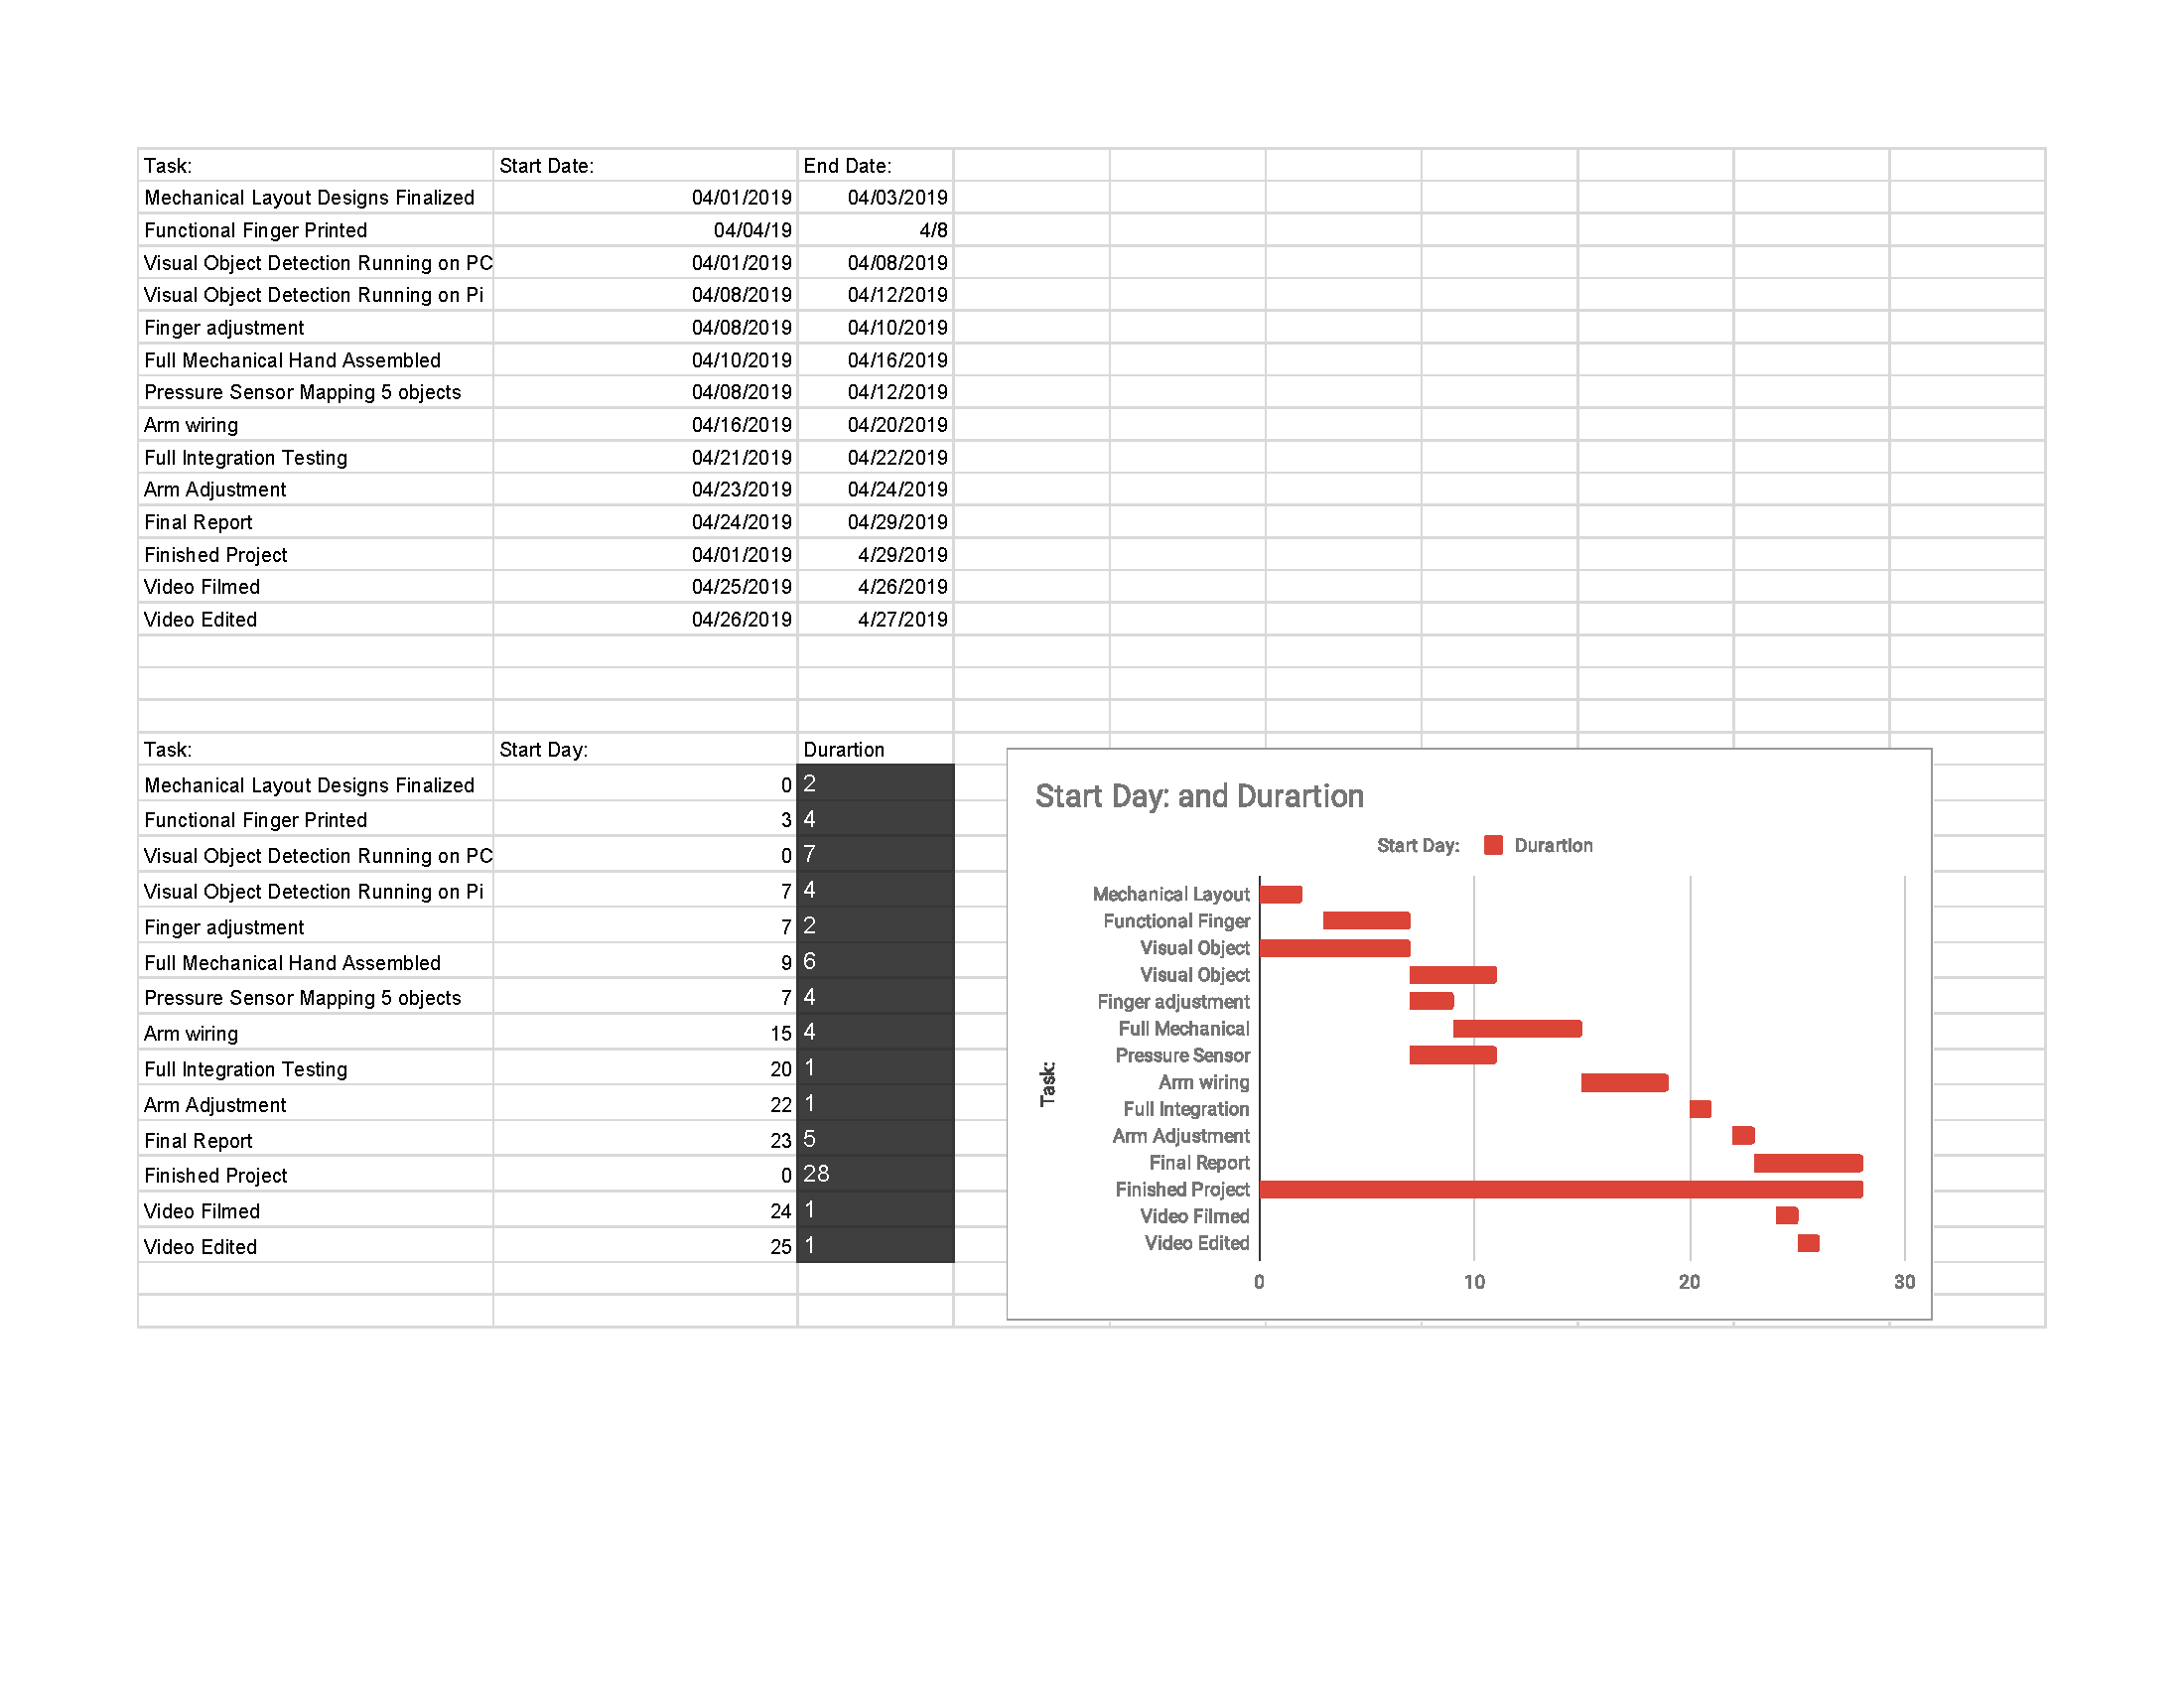 Task: Start Date: End Date:
Mechanical Layout Designs Finalized 04/01/2019 04/03/2019
Functional Finger Printed 04/04/19 4/8
Visual Object Detection Running on PC 04/01/2019 04/08/2019
Visual Object Detection Running on Pi 04/08/2019 04/12/2019
Finger adjustment 04/08/2019 04/10/2019
Full Mechanical Hand Assembled 04/10/2019 04/16/2019
Pressure Sensor Mapping 5 objects 04/08/2019 04/12/2019
Arm wiring 04/16/2019 04/20/2019
Full Integration Testing 04/21/2019 04/22/2019
Arm Adjustment 04/23/2019 04/24/2019
Final Report 04/24/2019 04/29/2019
Finished Project 04/01/2019 4/29/2019
Video Filmed 04/25/2019 4/26/2019
Video Edited 04/26/2019 4/27/2019
Task: Start Day: Durartion
Mechanical Layout Designs Finalized 0 2
Functional Finger Printed 3 4
Visual Object Detection Running on PC 0 7
Visual Object Detection Running on Pi 7 4
Finger adjustment 7 2
Full Mechanical Hand Assembled 9 6
Pressure Sensor Mapping 5 objects 7 4
Arm wiring 15 4
Full Integration Testing 20 1
Arm Adjustment 22 1
Final Report 23 5
Finished Project 0 28
Video Filmed 24 1
Video Edited 25 1
Start Day: and Durartion
Start Day: Durartion
Task:
Mechanical Layout
Functional Finger
Visual Object
Visual Object
Finger adjustment
Full Mechanical
Pressure Sensor
Arm wiring
Full Integration
Arm Adjustment
Final Report
Finished Project
Video Filmed
Video Edited
0 10 20 30